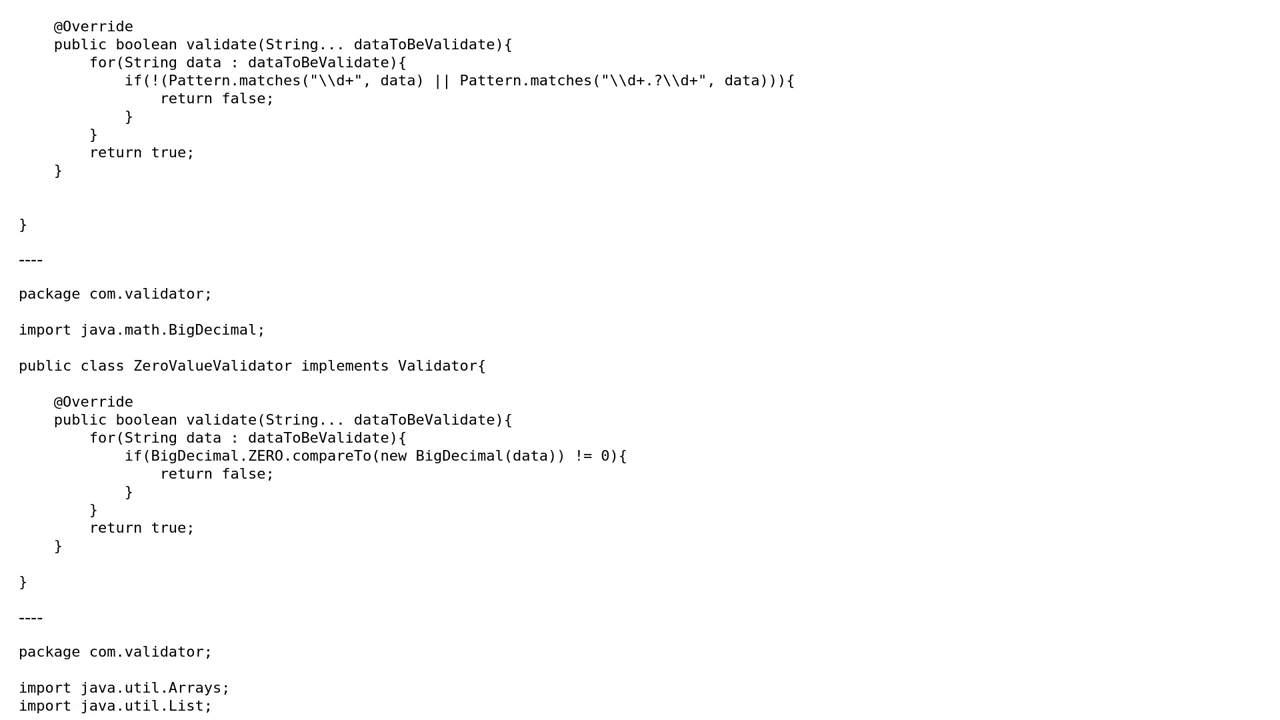 @Override
    public boolean validate(String... dataToBeValidate){
        for(String data : dataToBeValidate){
            if(!(Pattern.matches("\\d+", data) || Pattern.matches("\\d+.?\\d+", data))){
                return false;
            }
        }
        return true;
    }
}
----
package com.validator;
import java.math.BigDecimal;
public class ZeroValueValidator implements Validator{
    @Override
    public boolean validate(String... dataToBeValidate){
        for(String data : dataToBeValidate){
            if(BigDecimal.ZERO.compareTo(new BigDecimal(data)) != 0){
                return false;
            }
        }
        return true;
    }
}
----
package com.validator;
import java.util.Arrays;
import java.util.List;